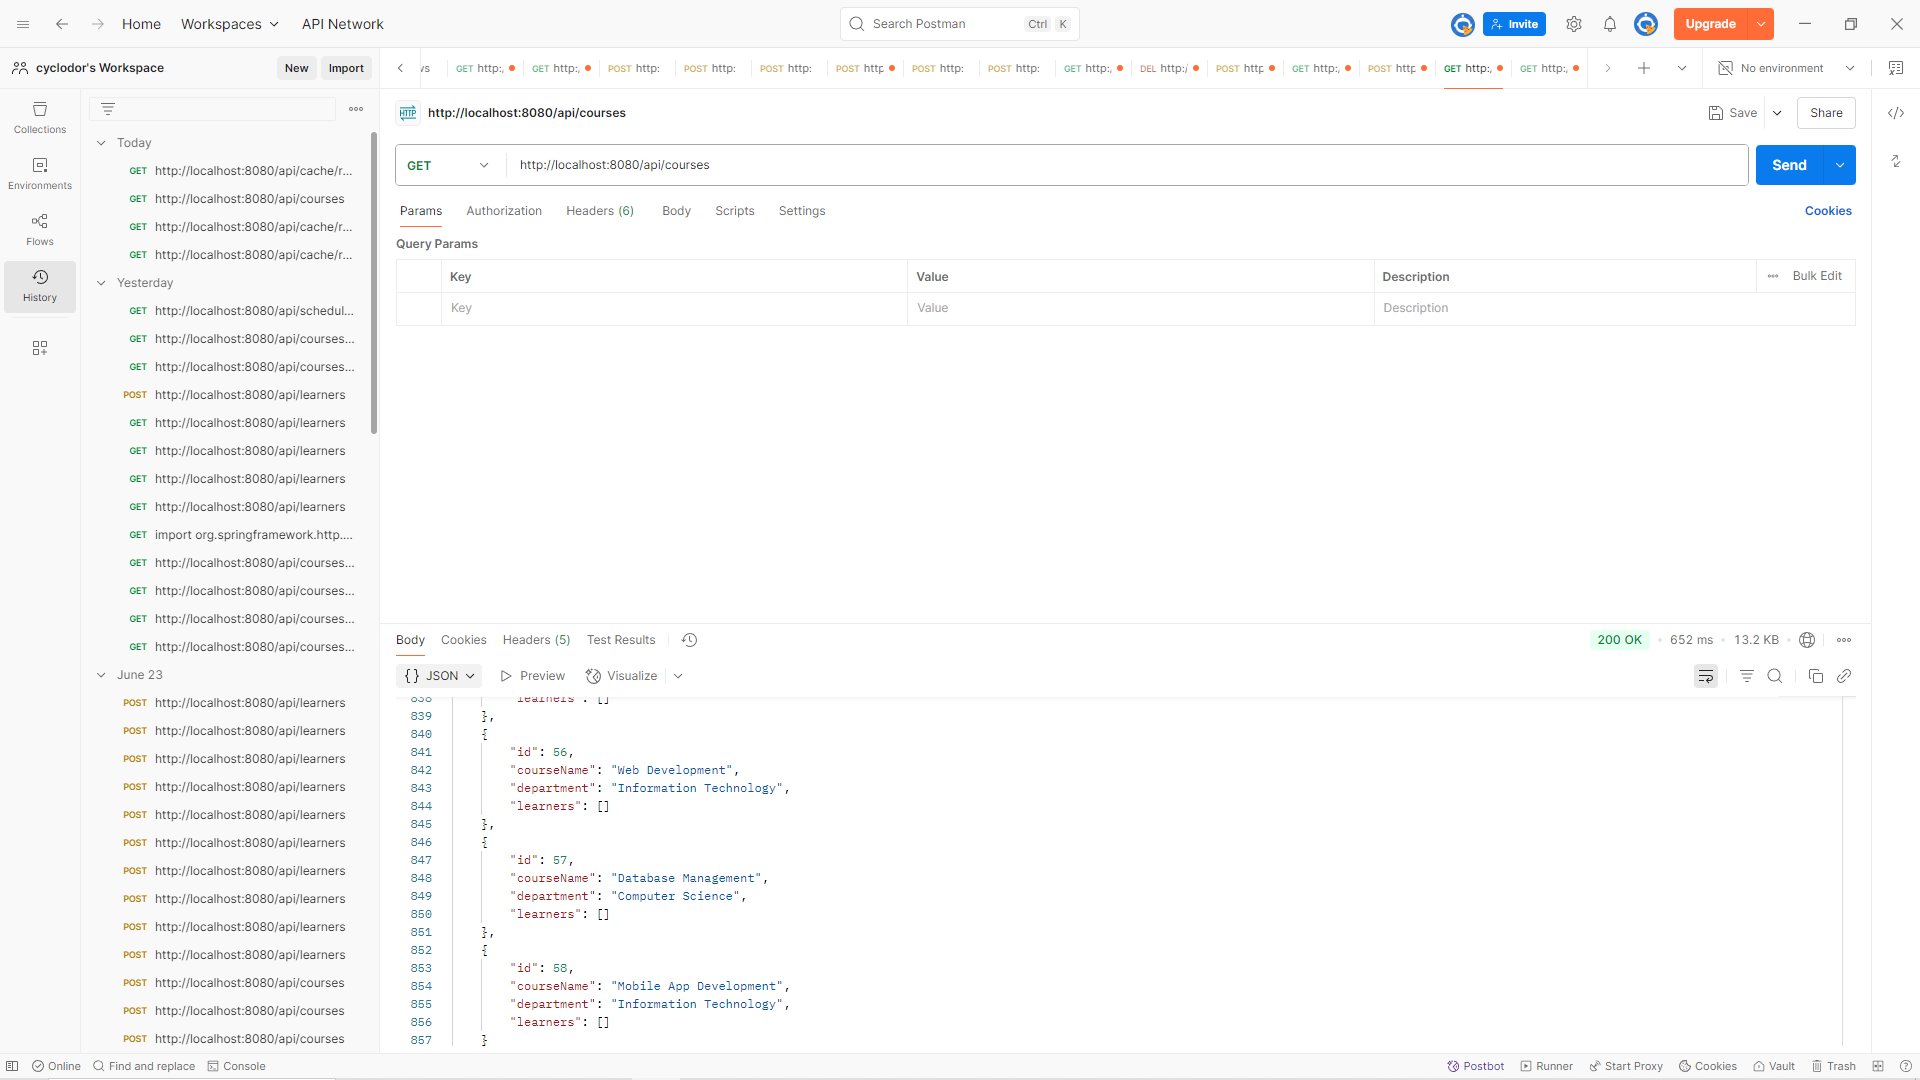 Home
Workspaces
API Network
Search Postman
Ctrl K
Invite
Upgrade
cyclodor's Workspace
New
Import
vs
GET http:,
GET http:,
POST http:
POST http:
POST http:
POST http
POST http:
POST http:
GET http:,
DEL http:/
POST http
GET http:,
POST http
GET http:,
GET http:,
No environment
Collections
Environments
Flows
History
Today
GET http://localhost:8080/api/cache/r...
GET http://localhost:8080/api/courses
GET http://localhost:8080/api/cache/r...
GET http://localhost:8080/api/cache/r...
Yesterday
GET http://localhost:8080/api/schedul...
GET http://localhost:8080/api/courses...
GET http://localhost:8080/api/courses...
POST http://localhost:8080/api/learners
GET http://localhost:8080/api/learners
GET http://localhost:8080/api/learners
GET http://localhost:8080/api/learners
GET http://localhost:8080/api/learners
GET import org.springframework.http....
GET http://localhost:8080/api/courses...
GET http://localhost:8080/api/courses...
GET http://localhost:8080/api/courses...
GET http://localhost:8080/api/courses...
June 23
POST http://localhost:8080/api/learners
POST http://localhost:8080/api/learners
POST http://localhost:8080/api/learners
POST http://localhost:8080/api/learners
POST http://localhost:8080/api/learners
POST http://localhost:8080/api/learners
POST http://localhost:8080/api/learners
POST http://localhost:8080/api/learners
POST http://localhost:8080/api/learners
POST http://localhost:8080/api/learners
POST http://localhost:8080/api/courses
POST http://localhost:8080/api/courses
POST http://localhost:8080/api/courses
HTTP
http://localhost:8080/api/courses
Save
Share
GET
http://localhost:8080/api/courses
Send
Params
Authorization
Headers (6)
Body
Scripts
Settings
Cookies
Query Params
Key Value Description Bulk Edit
Key Value Description
Body
Cookies
Headers (5)
Test Results
200 OK
652 ms
13.2 KB
{} JSON
Preview
Visualize
838 "learners": []
839 },
840 {
841 "id": 56,
842 "courseName": "Web Development",
843 "department": "Information Technology",
844 "learners": []
845 },
846 {
847 "id": 57,
848 "courseName": "Database Management",
849 "department": "Computer Science",
850 "learners": []
851 },
852 {
853 "id": 58,
854 "courseName": "Mobile App Development",
855 "department": "Information Technology",
856 "learners": []
857 }
Online
Find and replace
Console
Postbot
Runner
Start Proxy
Cookies
Vault
Trash